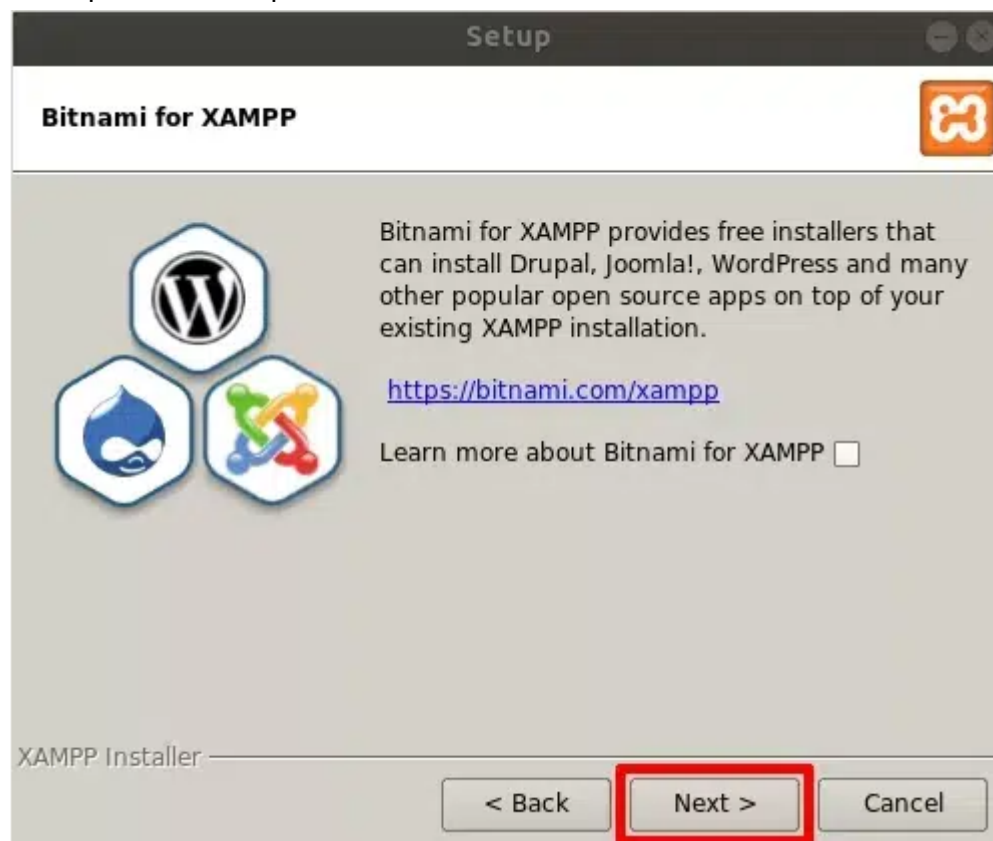 Setup
Bitnami for XAMPP
Bitnami for XAMPP provides free installers that
can install Drupal, Joomla!, WordPress and many
other popular open source apps on top of your
existing XAMPP installation.
https://bitnami.com/xampp
Learn more about Bitnami for XAMPP
XAMPP Installer
< Back
Next >
Cancel